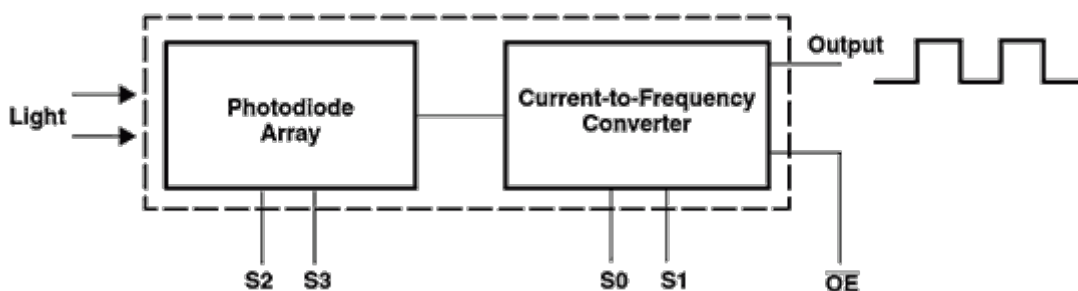 Output
Light
Photodiode
Array
Current-to-Frequency
Converter
S2
S3
S0
S1
OE